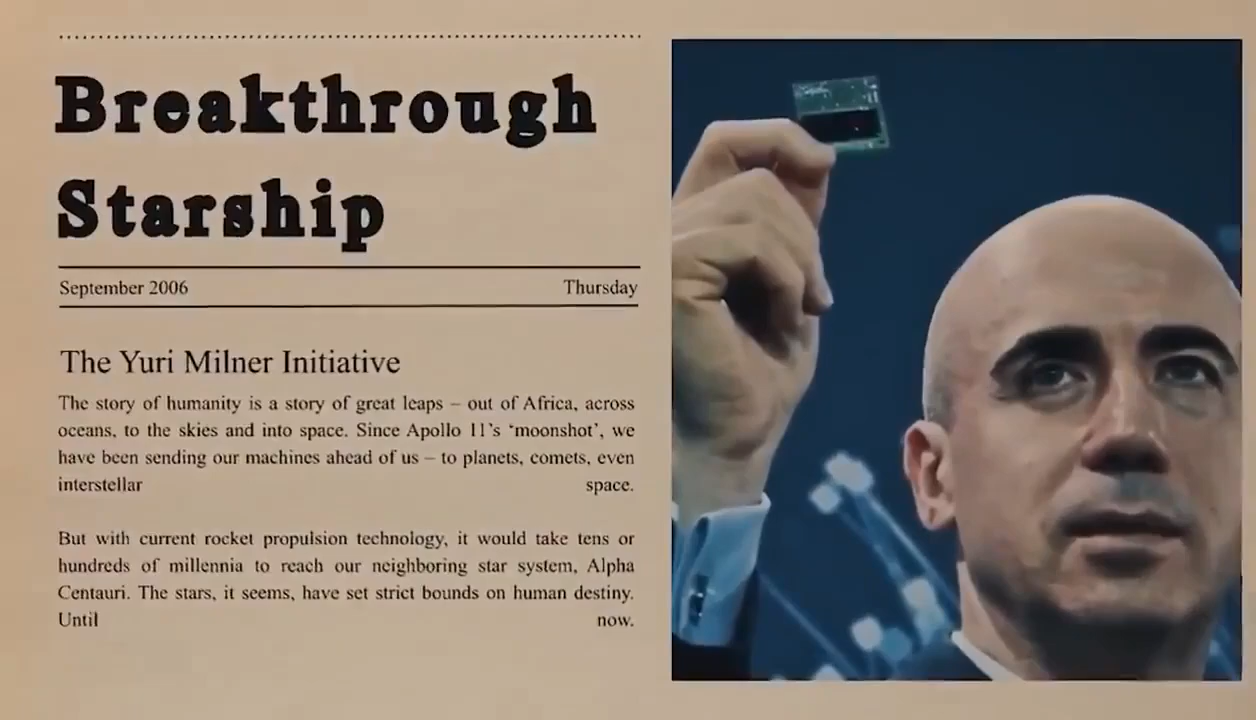 Breakthrough
Starship
September 2006 Thursday
The Yuri Milner Initiative
The story of humanity is a story of great leaps – out of Africa, across
oceans, to the skies and into space. Since Apollo 11's ‘moonshot’, we
have been sending our machines ahead of us – to planets, comets, even
interstellar space.
But with current rocket propulsion technology, it would take tens or
hundreds of millennia to reach our neighboring star system, Alpha
Centauri. The stars, it seems, have set strict bounds on human destiny.
Until now.